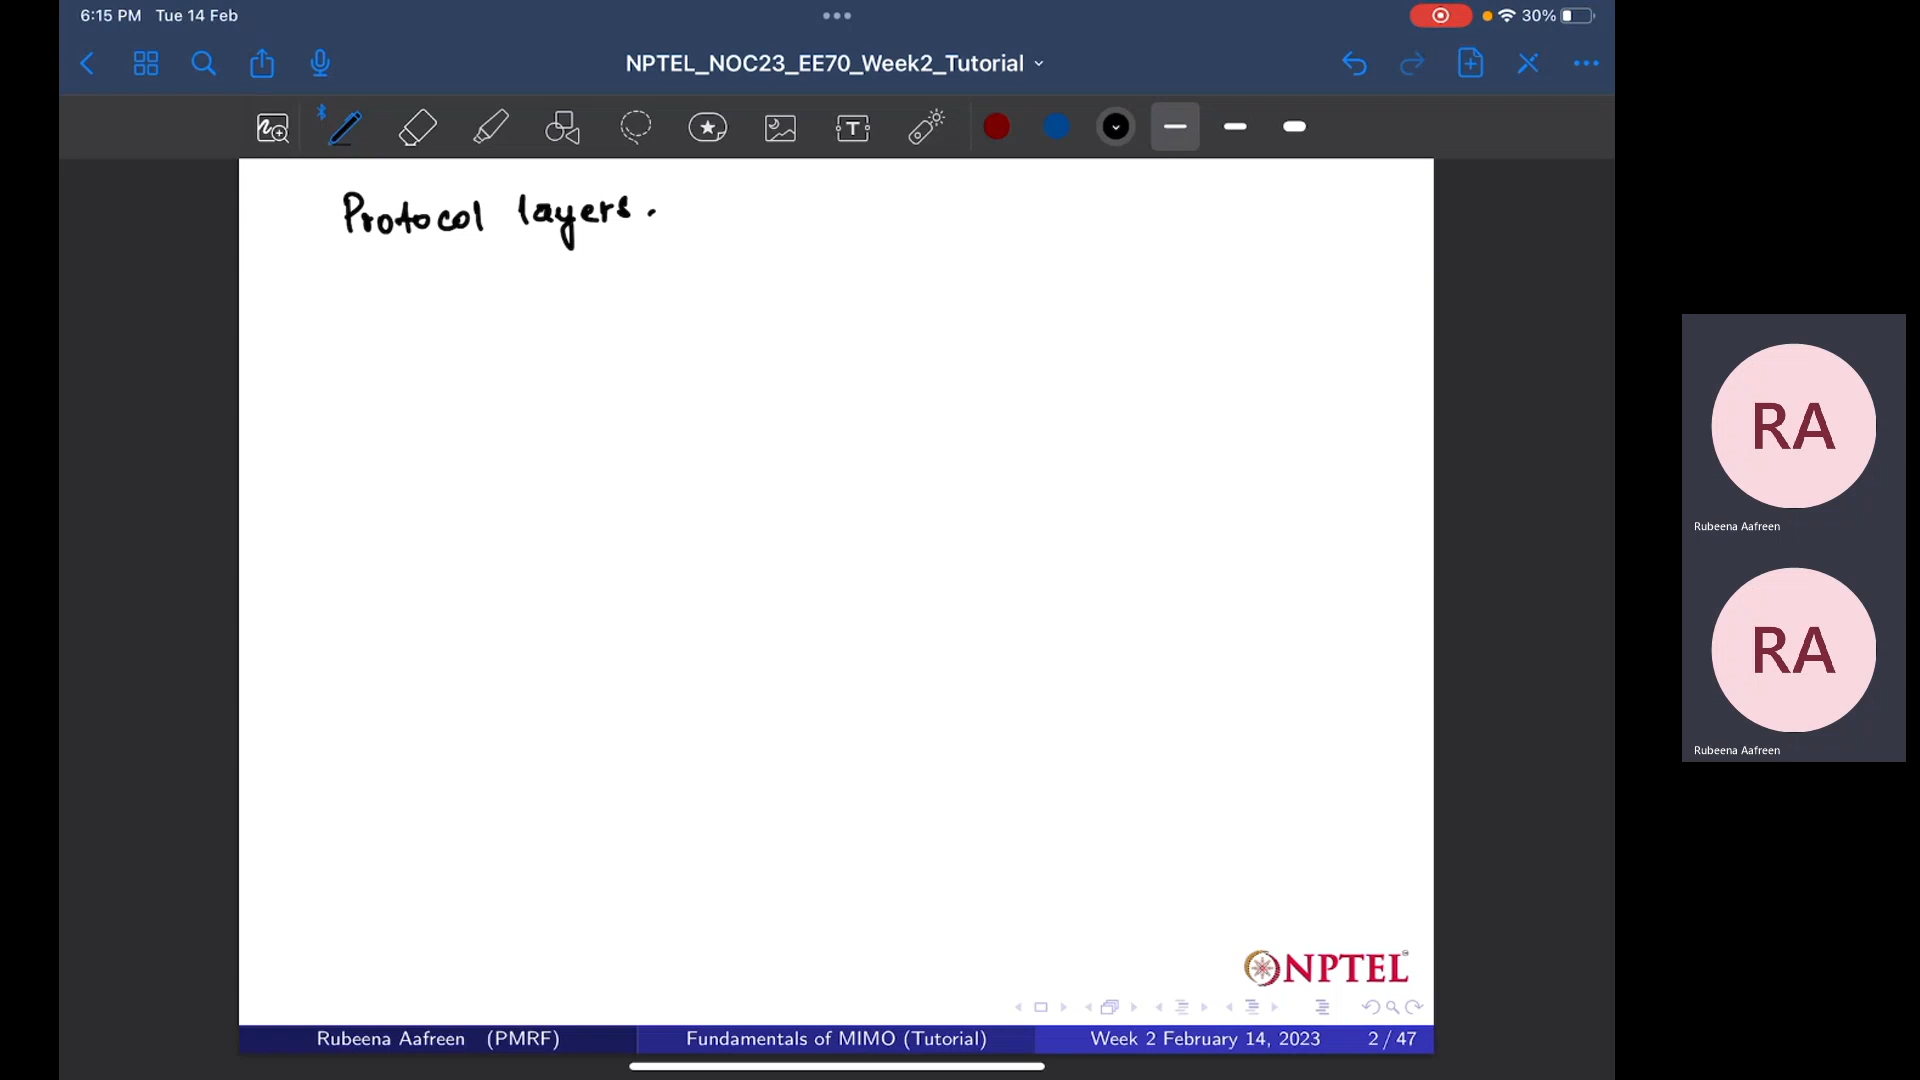 6:15 PM Tue 14 Feb
30%
NPTEL_NOC23_EE70_Week2_Tutorial
T
Protocol layers.
RA
Rubeena Aafreen
RA
Rubeena Aafreen
NPTEL
Rubeena Aafreen (PMRF) Fundamentals of MIMO (Tutorial) Week 2 February 14, 2023 2 / 47